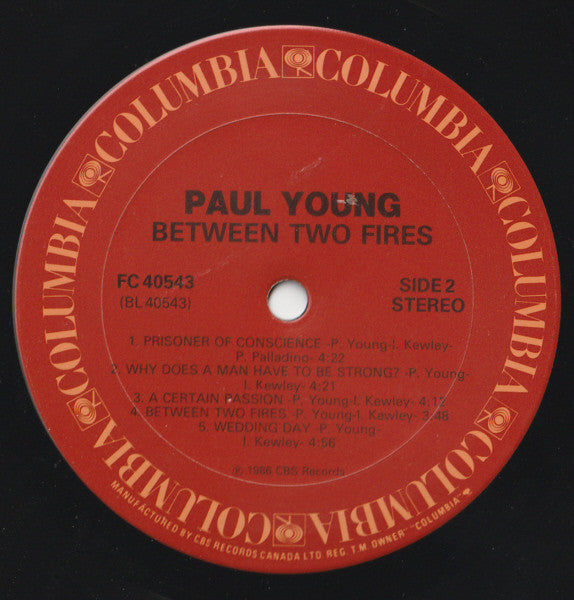 COLUMBIA COLUMBIA COLUMBIA COLUMBIA COLUMBIA COLUMBIA
PAUL YOUNG
BETWEEN TWO FIRES
FC 40543
(BL 40543)
SIDE 2
STEREO
1. PRISONER OF CONSCIENCE -P. Young-I. Kewley-
P. Palladino- 4:22
2. WHY DOES A MAN HAVE TO BE STRONG? -P. Young-
I. Kewley- 4:21
3. A CERTAIN PASSION -P. Young-I. Kewley- 4:12
4. BETWEEN TWO FIRES -P. Young-I. Kewley- 3:48
5. WEDDING DAY -P. Young-
I. Kewley- 4:56
℗ 1986 CBS Records
MANUFACTURED BY CBS RECORDS CANADA LTD REG. T.M. OWNER "COLUMBIA"